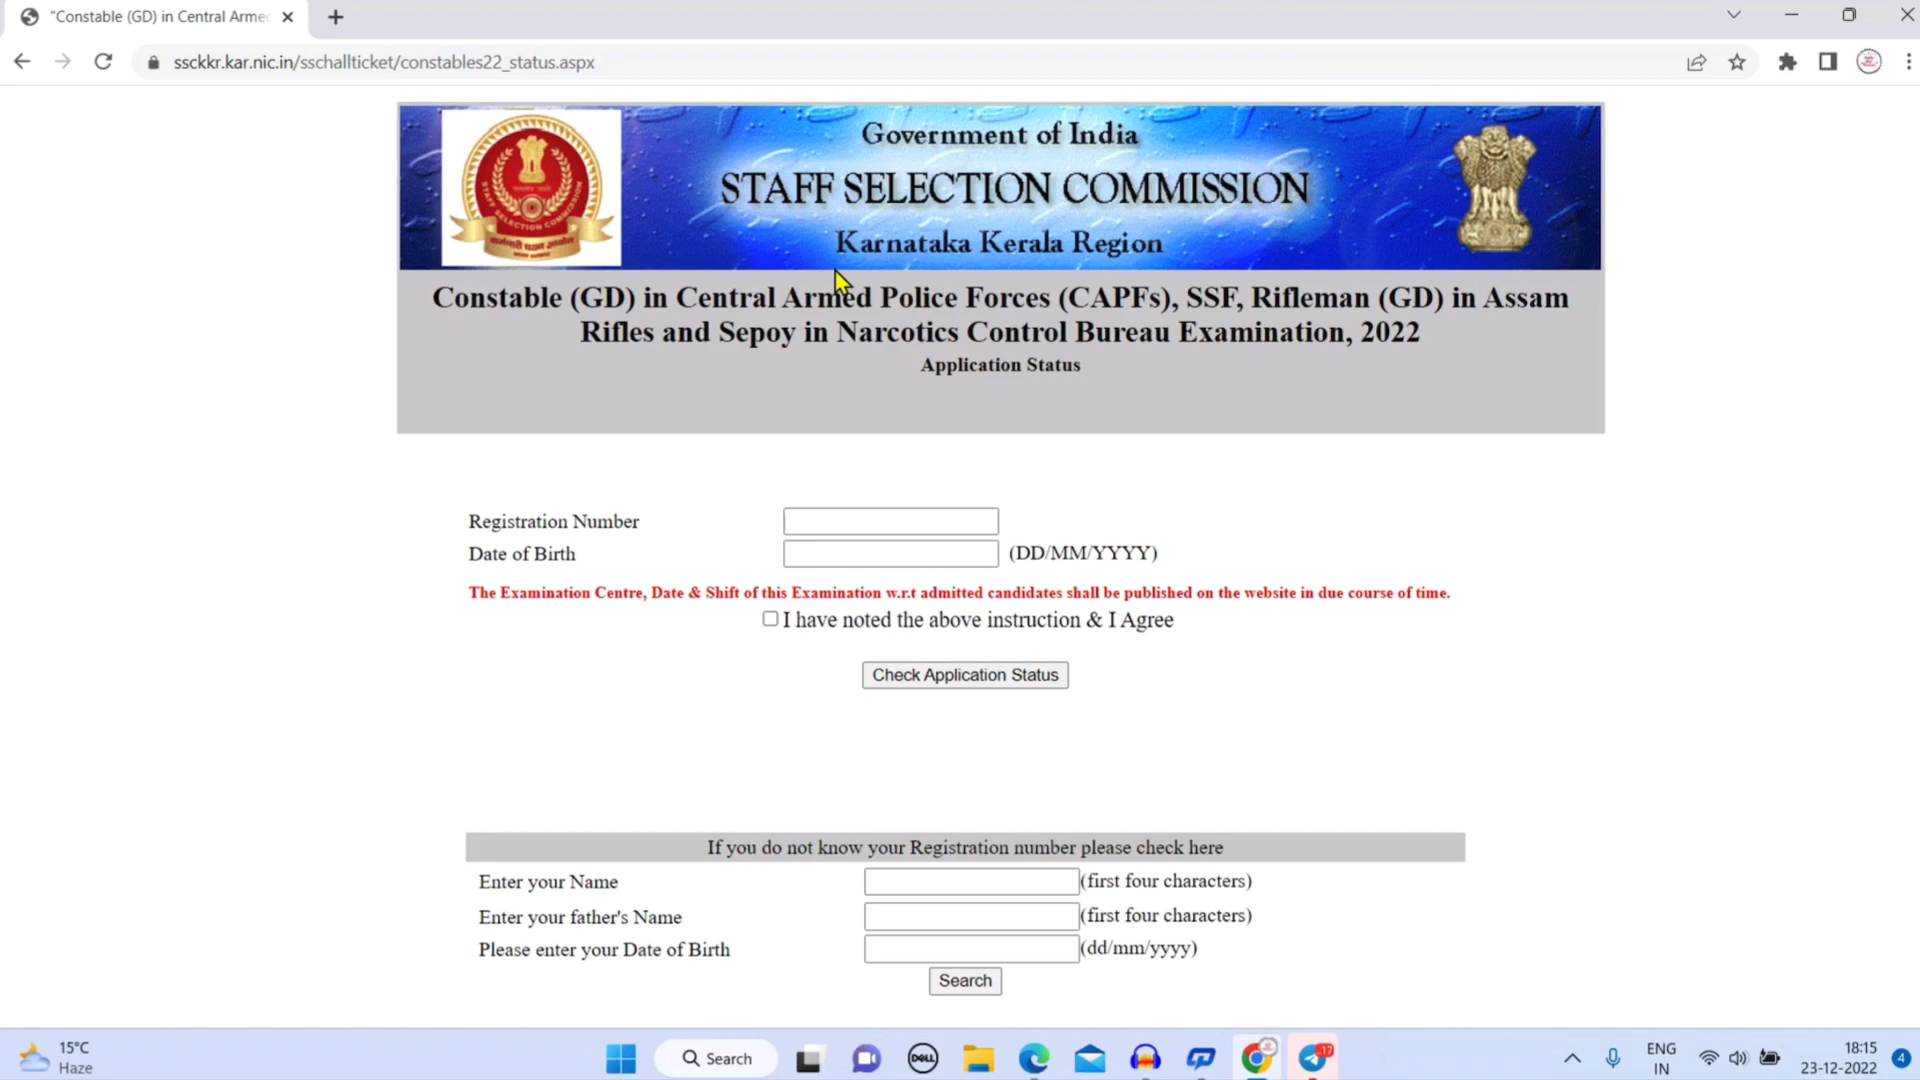 "Constable (GD) in Central Arme
ssckkr.kar.nic.in/sschallticket/constables22_status.aspx
Government of India
STAFF SELECTION COMMISSION
Karnataka Kerala Region
Constable (GD) in Central Armed Police Forces (CAPFs), SSF, Rifleman (GD) in Assam
Rifles and Sepoy in Narcotics Control Bureau Examination, 2022
Application Status
Registration Number
Date of Birth (DD/MM/YYYY)
The Examination Centre, Date & Shift of this Examination w.r.t admitted candidates shall be published on the website in due course of time.
I have noted the above instruction & I Agree
Check Application Status
If you do not know your Registration number please check here
Enter your Name (first four characters)
Enter your father's Name (first four characters)
Please enter your Date of Birth (dd/mm/yyyy)
Search
15°C
Haze
Search
DELL
17
ENG
IN
18:15
23-12-2022
4